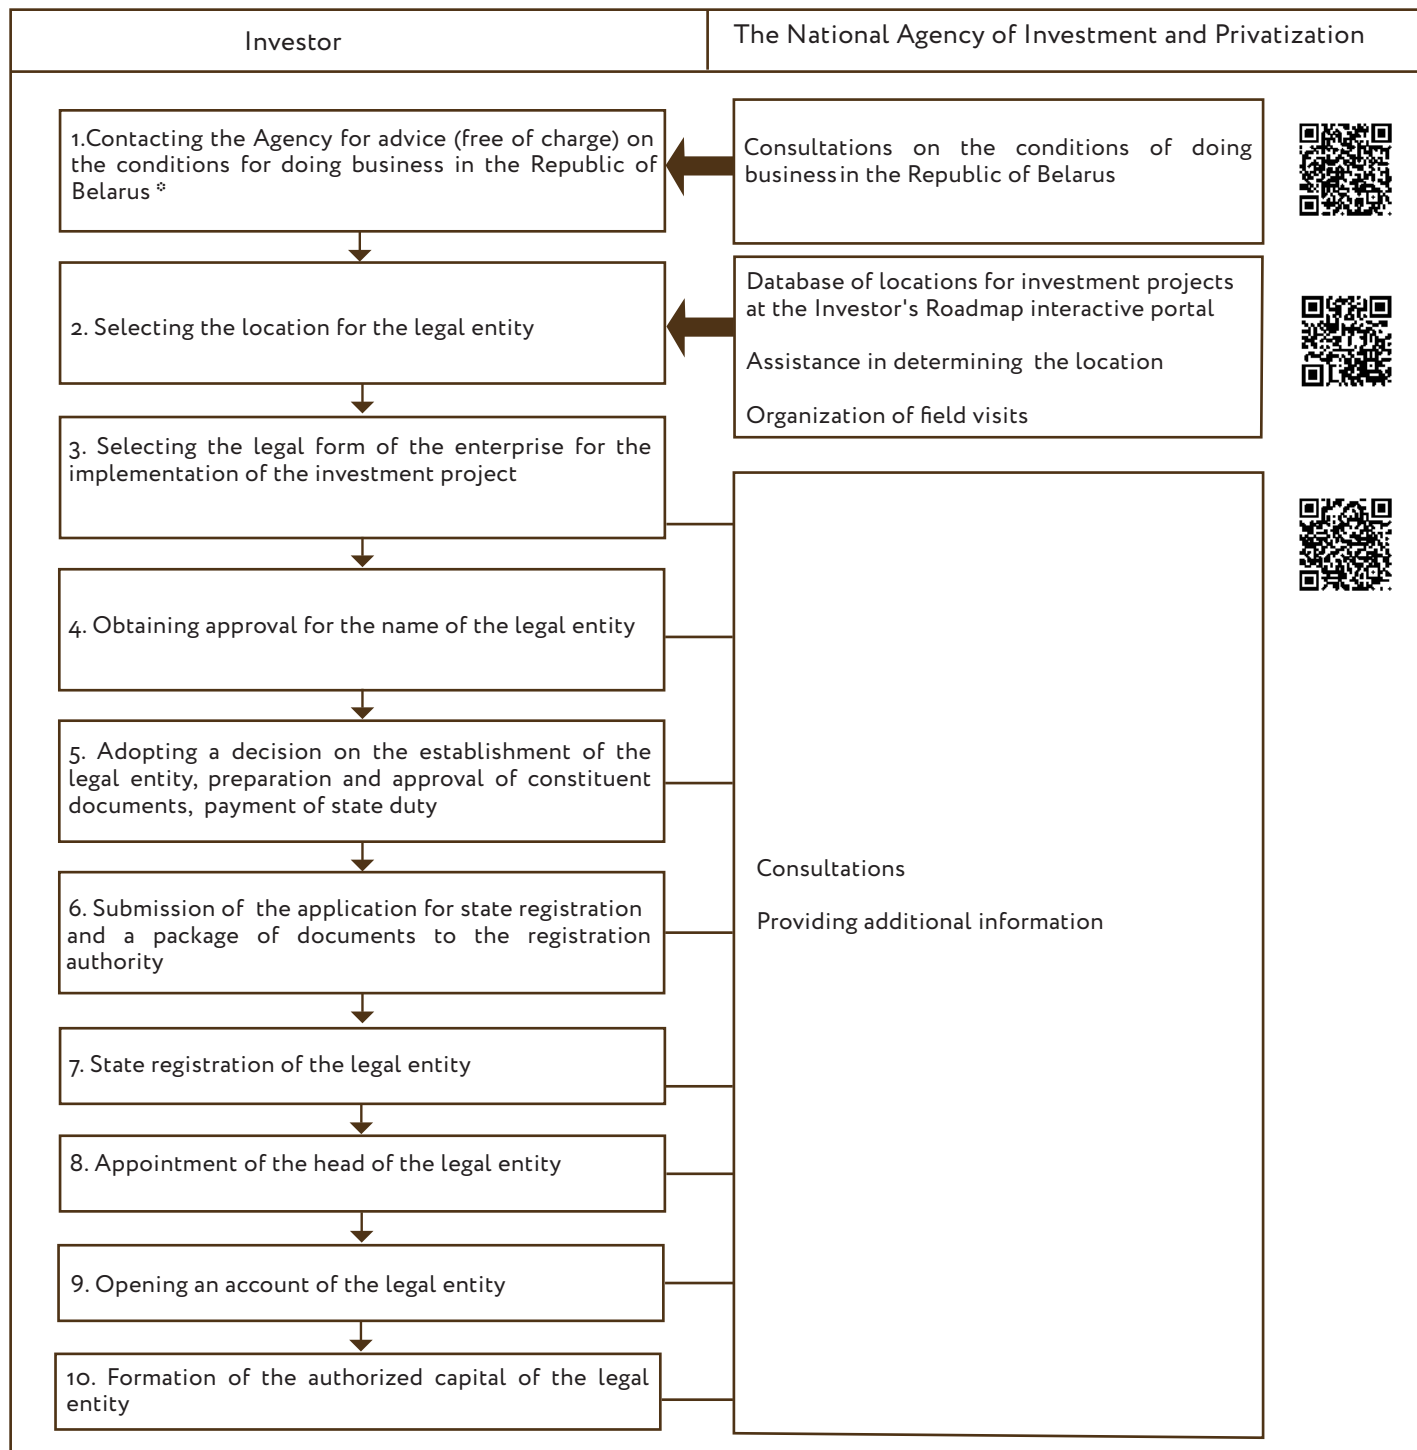 Investor
The National Agency of Investment and Privatization
1.Contacting the Agency for advice (free of charge) on
the conditions for doing business in the Republic of
Belarus *
Consultations on the conditions of doing
business in the Republic of Belarus
2. Selecting the location for the legal entity
Database of locations for investment projects
at the Investor's Roadmap interactive portal
Assistance in determining the location
Organization of field visits
3. Selecting the legal form of the enterprise for the
implementation of the investment project
4. Obtaining approval for the name of the legal entity
5. Adopting a decision on the establishment of the
legal entity, preparation and approval of constituent
documents, payment of state duty
6. Submission of the application for state registration
and a package of documents to the registration
authority
7. State registration of the legal entity
8. Appointment of the head of the legal entity
9. Opening an account of the legal entity
10. Formation of the authorized capital of the legal
entity
Consultations
Providing additional information